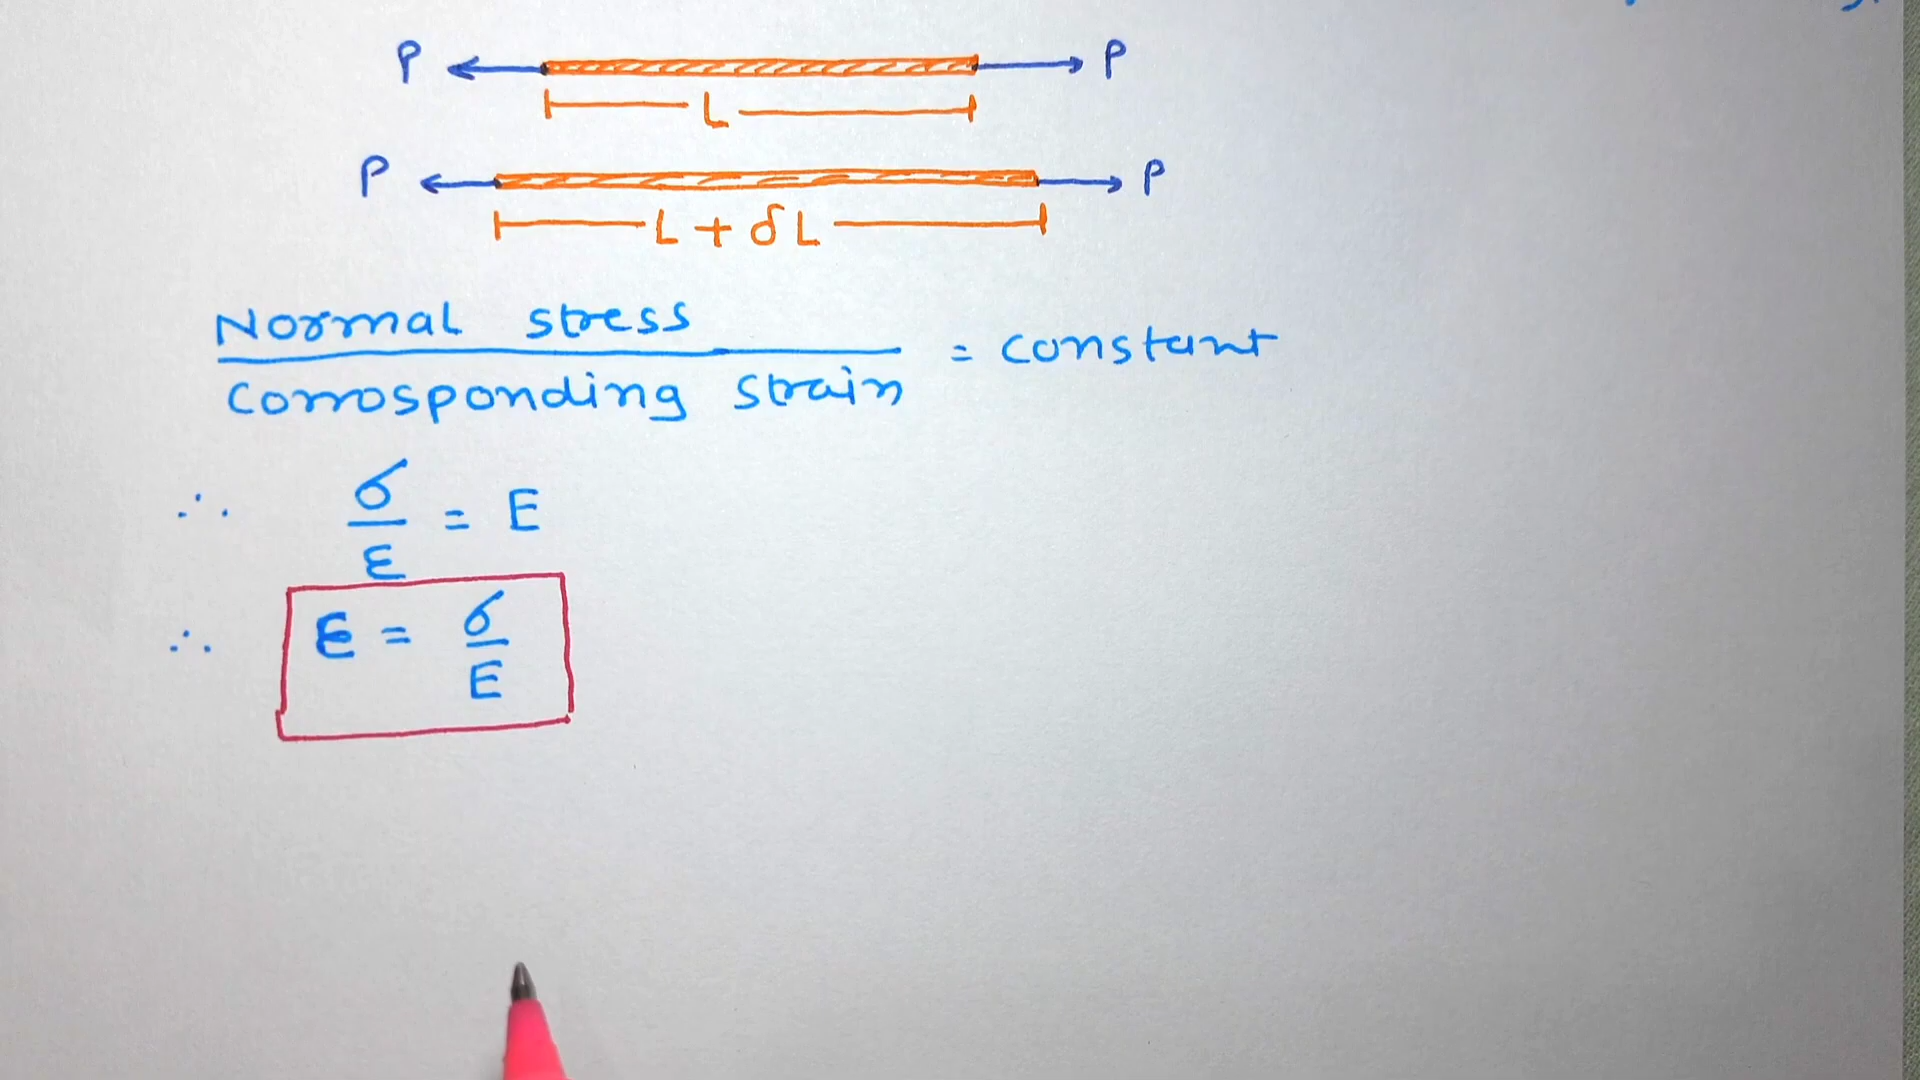 P P
L
P P
L + δL
Normal stress
Corrosponding strain = constant
∴ σ/ε = E
∴ ε = σ/E